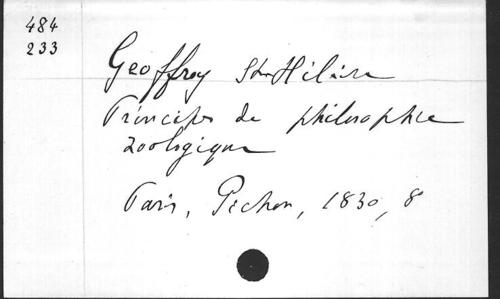 484
233
Geoffroy St Hilaire
Principes de philosophie
zoologique
Paris, Pichon, 1830, 8°